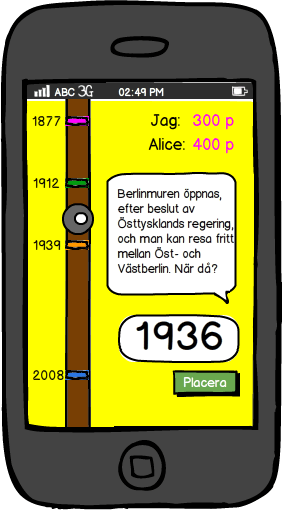 ABC 3G 02:49 PM
1877
Jag: 300 p
Alice: 400 p
1912
Berlinmuren öppnas,
efter beslut av
Östtysklands regering,
och man kan resa fritt
mellan Öst- och
Västberlin. När då?
1939
1936
2008
Placera